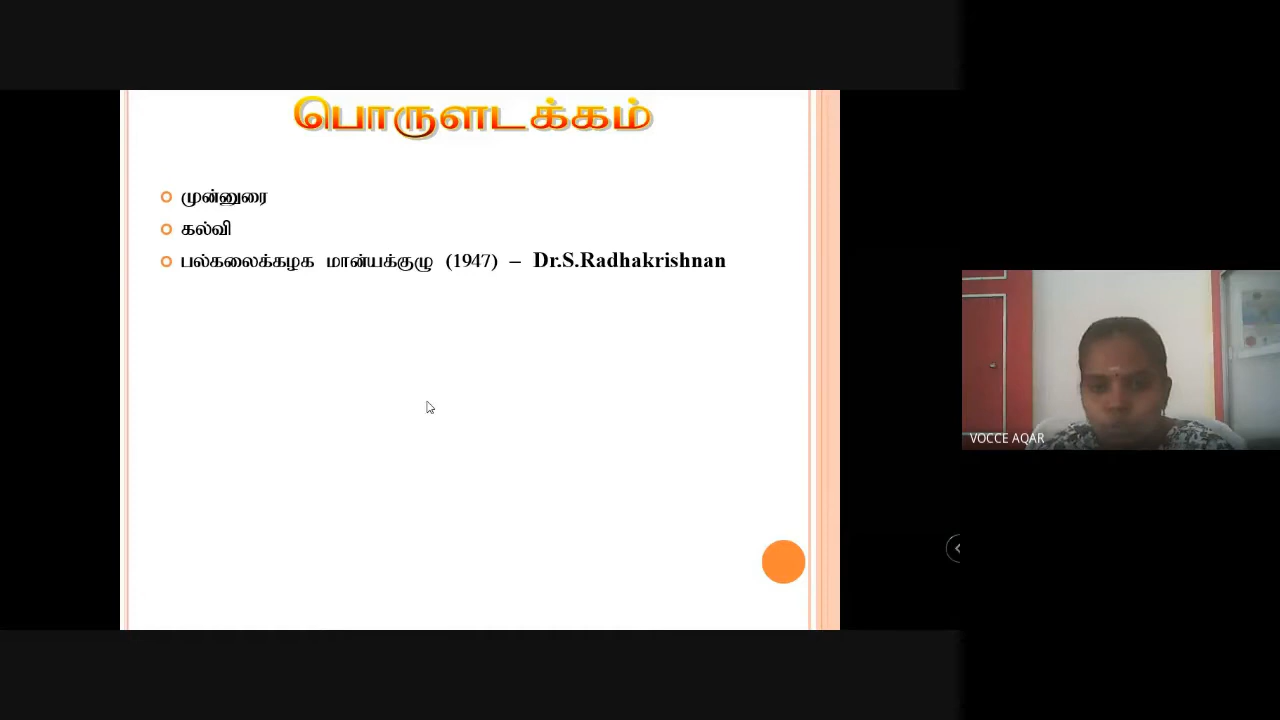 பொருளடக்கம்
முன்னுரை
கல்வி
பல்கலைக்கழக மான்யக்குழு (1947) – Dr.S.Radhakrishnan
VOCCE AQAR